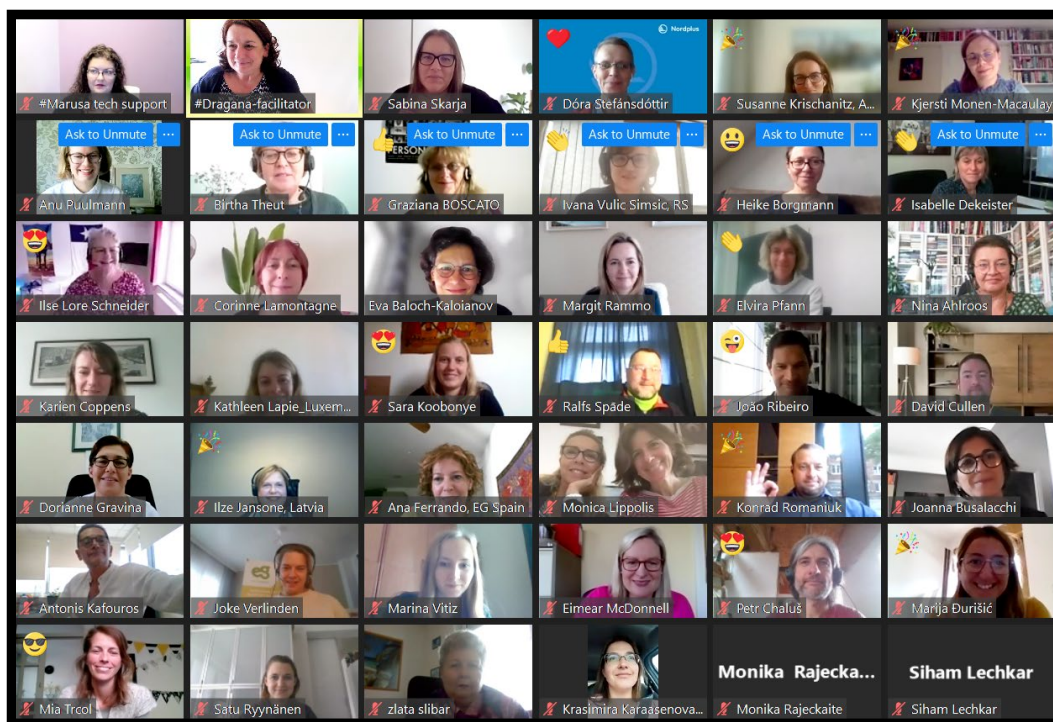 Nordplus
#Marusa tech support
#Dragana-facilitator
Sabina Skarja
Dóra Stefánsdóttir
Susanne Krischanitz, A...
Kjersti Monen-Macaulay
Ask to Unmute ...
Ask to Unmute ...
Ask to Unmute ...
Ask to Unmute ...
Ask to Unmute ...
Ask to Unmute ...
PERSON
Anu Puulmann
Birtha Theut
Graziana BOSCATO
Ivana Vulic Simsic, RS
Heike Borgmann
Isabelle Dekeister
Ilse Lore Schneider
Corinne Lamontagne
Eva Baloch-Kaloianov
Margit Rammo
Elvira Pfann
Nina Ahlroos
Karien Coppens
Kathleen Lapie_Luxem...
Sara Koobonye
Ralfs Spāde
João Ribeiro
David Cullen
Dorianne Gravina
Ilze Jansone, Latvia
Ana Ferrando, EG Spain
Monica Lippolis
Konrad Romaniuk
Joanna Busalacchi
Antonis Kafouros
Joke Verlinden
Marina Vitiz
Eimear McDonnell
Petr Chaluš
Marija Đurišić
Mia Trcol
Satu Ryynänen
zlata slibar
Krasimira Karaasenova...
Monika Rajecka...
Monika Rajeckaite
Siham Lechkar
Siham Lechkar